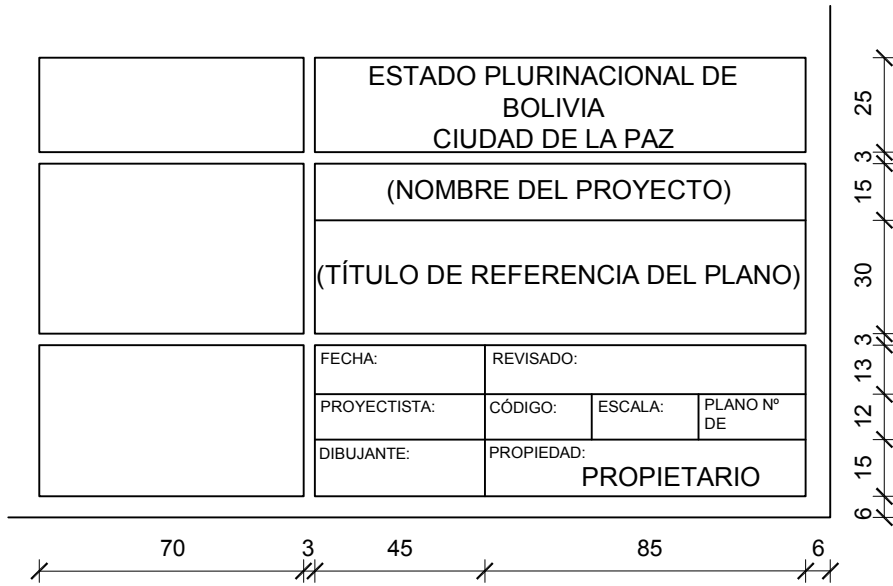 ESTADO PLURINACIONAL DE
BOLIVIA
CIUDAD DE LA PAZ
(NOMBRE DEL PROYECTO)
(TÍTULO DE REFERENCIA DEL PLANO)
FECHA:
REVISADO:
PROYECTISTA:
CÓDIGO:
ESCALA:
PLANO Nº
DE
DIBUJANTE:
PROPIEDAD:
PROPIETARIO
25
3
15
30
3
13
12
15
6
70
3
45
85
6